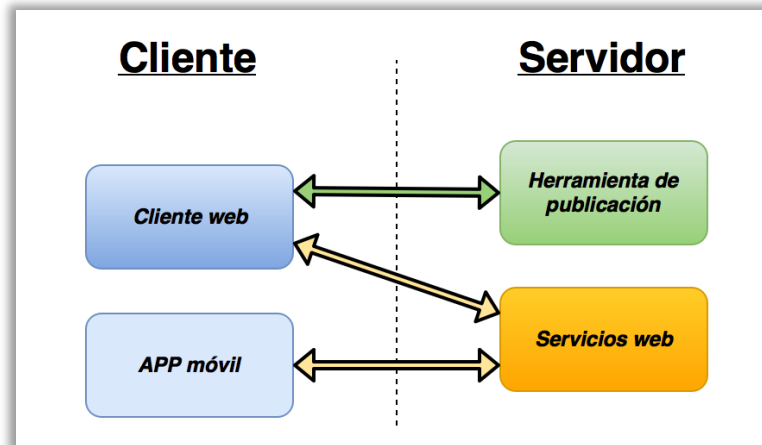 Cliente
Servidor
Cliente web
Herramienta de
publicación
APP móvil
Servicios web